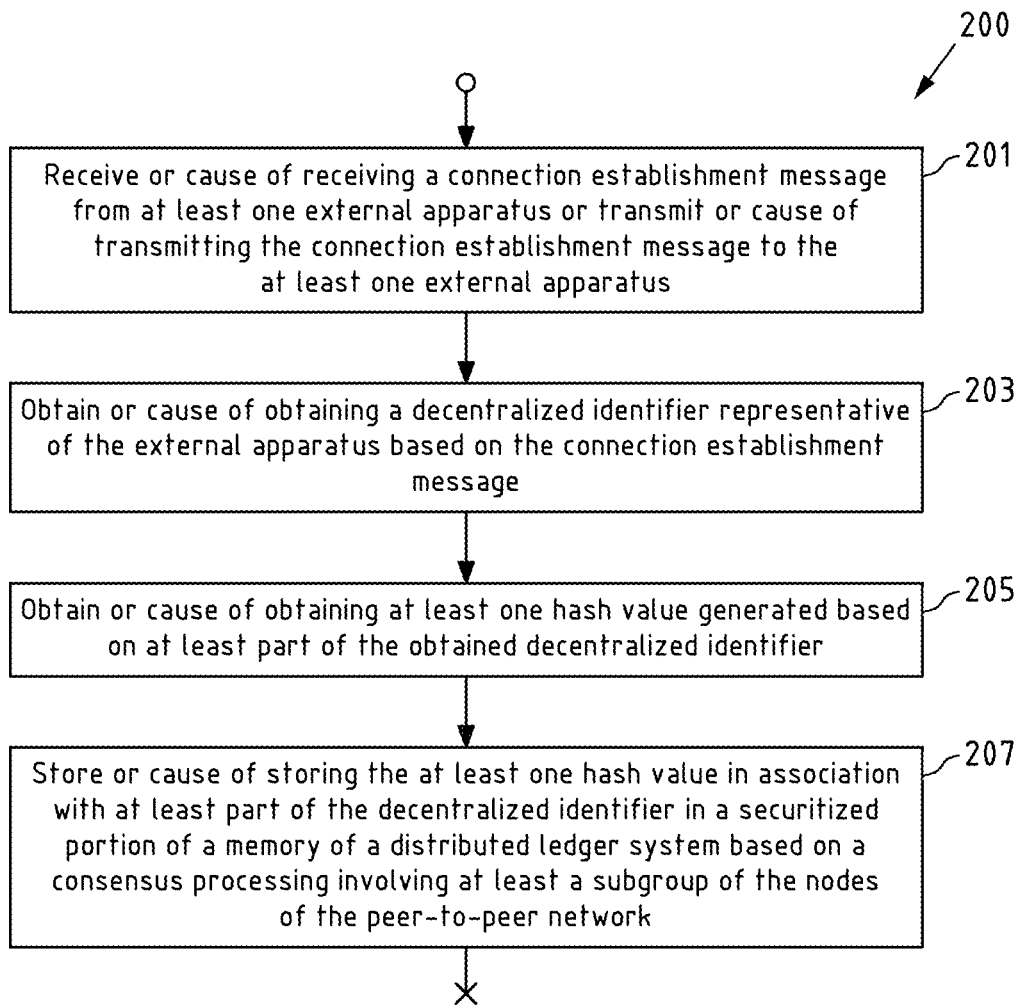 200
201
Receive or cause of receiving a connection establishment message
from at least one external apparatus or transmit or cause of
transmitting the connection establishment message to the
at least one external apparatus
203
Obtain or cause of obtaining a decentralized identifier representative
of the external apparatus based on the connection establishment
message
205
Obtain or cause of obtaining at least one hash value generated based
on at least part of the obtained decentralized identifier
207
Store or cause of storing the at least one hash value in association
with at least part of the decentralized identifier in a securitized
portion of a memory of a distributed ledger system based on a
consensus processing involving at least a subgroup of the nodes
of the peer-to-peer network